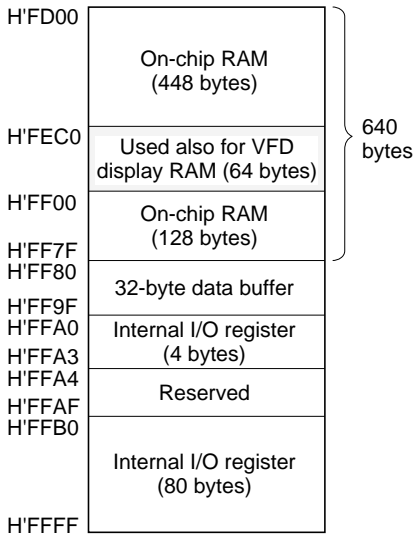 H'FD00
On-chip RAM
(448 bytes)
H'FEC0
Used also for VFD
display RAM (64 bytes)
640
bytes
H'FF00
On-chip RAM
(128 bytes)
H'FF7F
H'FF80
32-byte data buffer
H'FF9F
H'FFA0
Internal I/O register
(4 bytes)
H'FFA3
H'FFA4
Reserved
H'FFAF
H'FFB0
Internal I/O register
(80 bytes)
H'FFFF